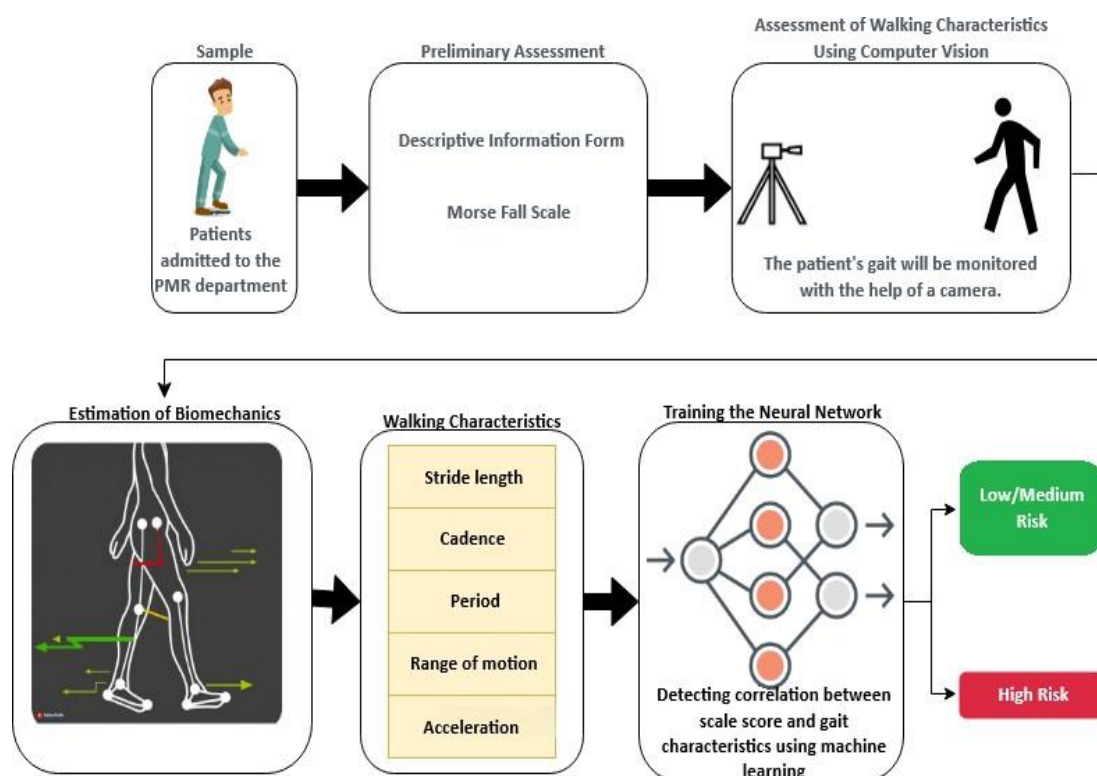 Sample
Patients
admitted to the
PMR department
Preliminary Assessment
Descriptive Information Form
Morse Fall Scale
Assessment of Walking Characteristics
Using Computer Vision
The patient's gait will be monitored
with the help of a camera.
Estimation of Biomechanics
Walking Characteristics
Stride length
Cadence
Period
Range of motion
Acceleration
Training the Neural Network
Detecting correlation between
scale score and gait
characteristics using machine
learning
Low/Medium
Risk
High Risk